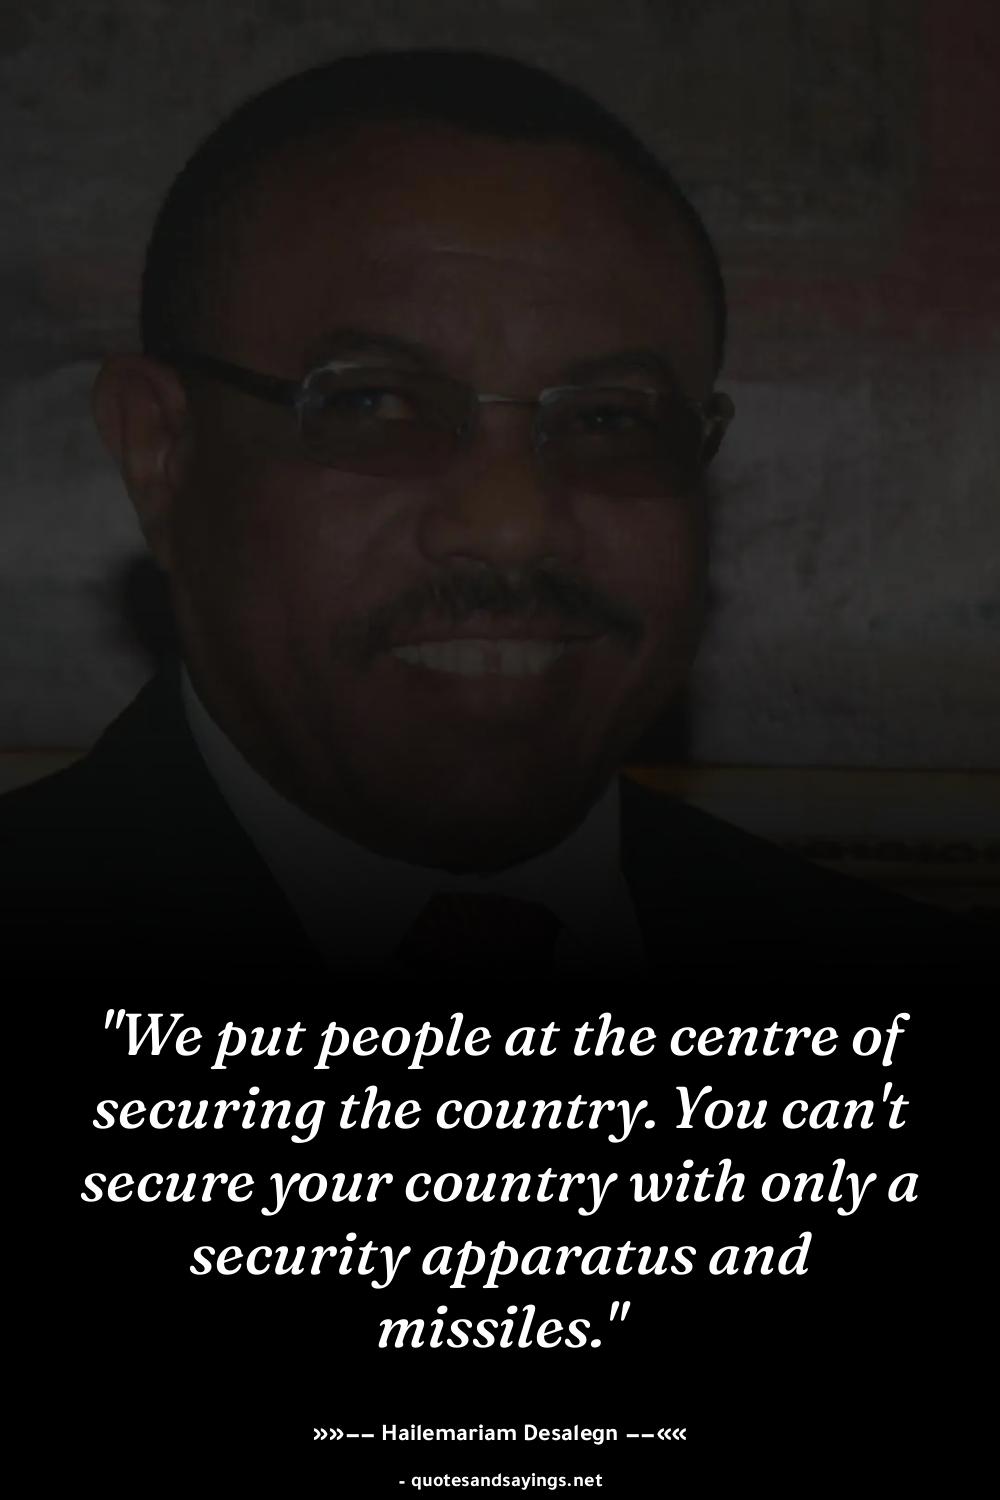 "We put people at the centre of
securing the country. You can't
secure your country with only a
security apparatus and
missiles."
»»−− Hailemariam Desalegn −−««
- quotesandsayings.net